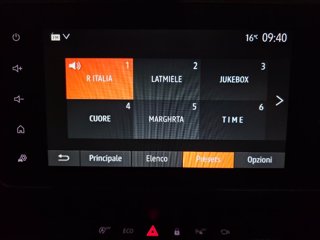 16°C 09:40
1 2 3
R ITALIA LATMIELE JUKEBOX
4 5 6
CUORE MARGHRTA TIME
Principale Elenco Presets Opzioni
ECO